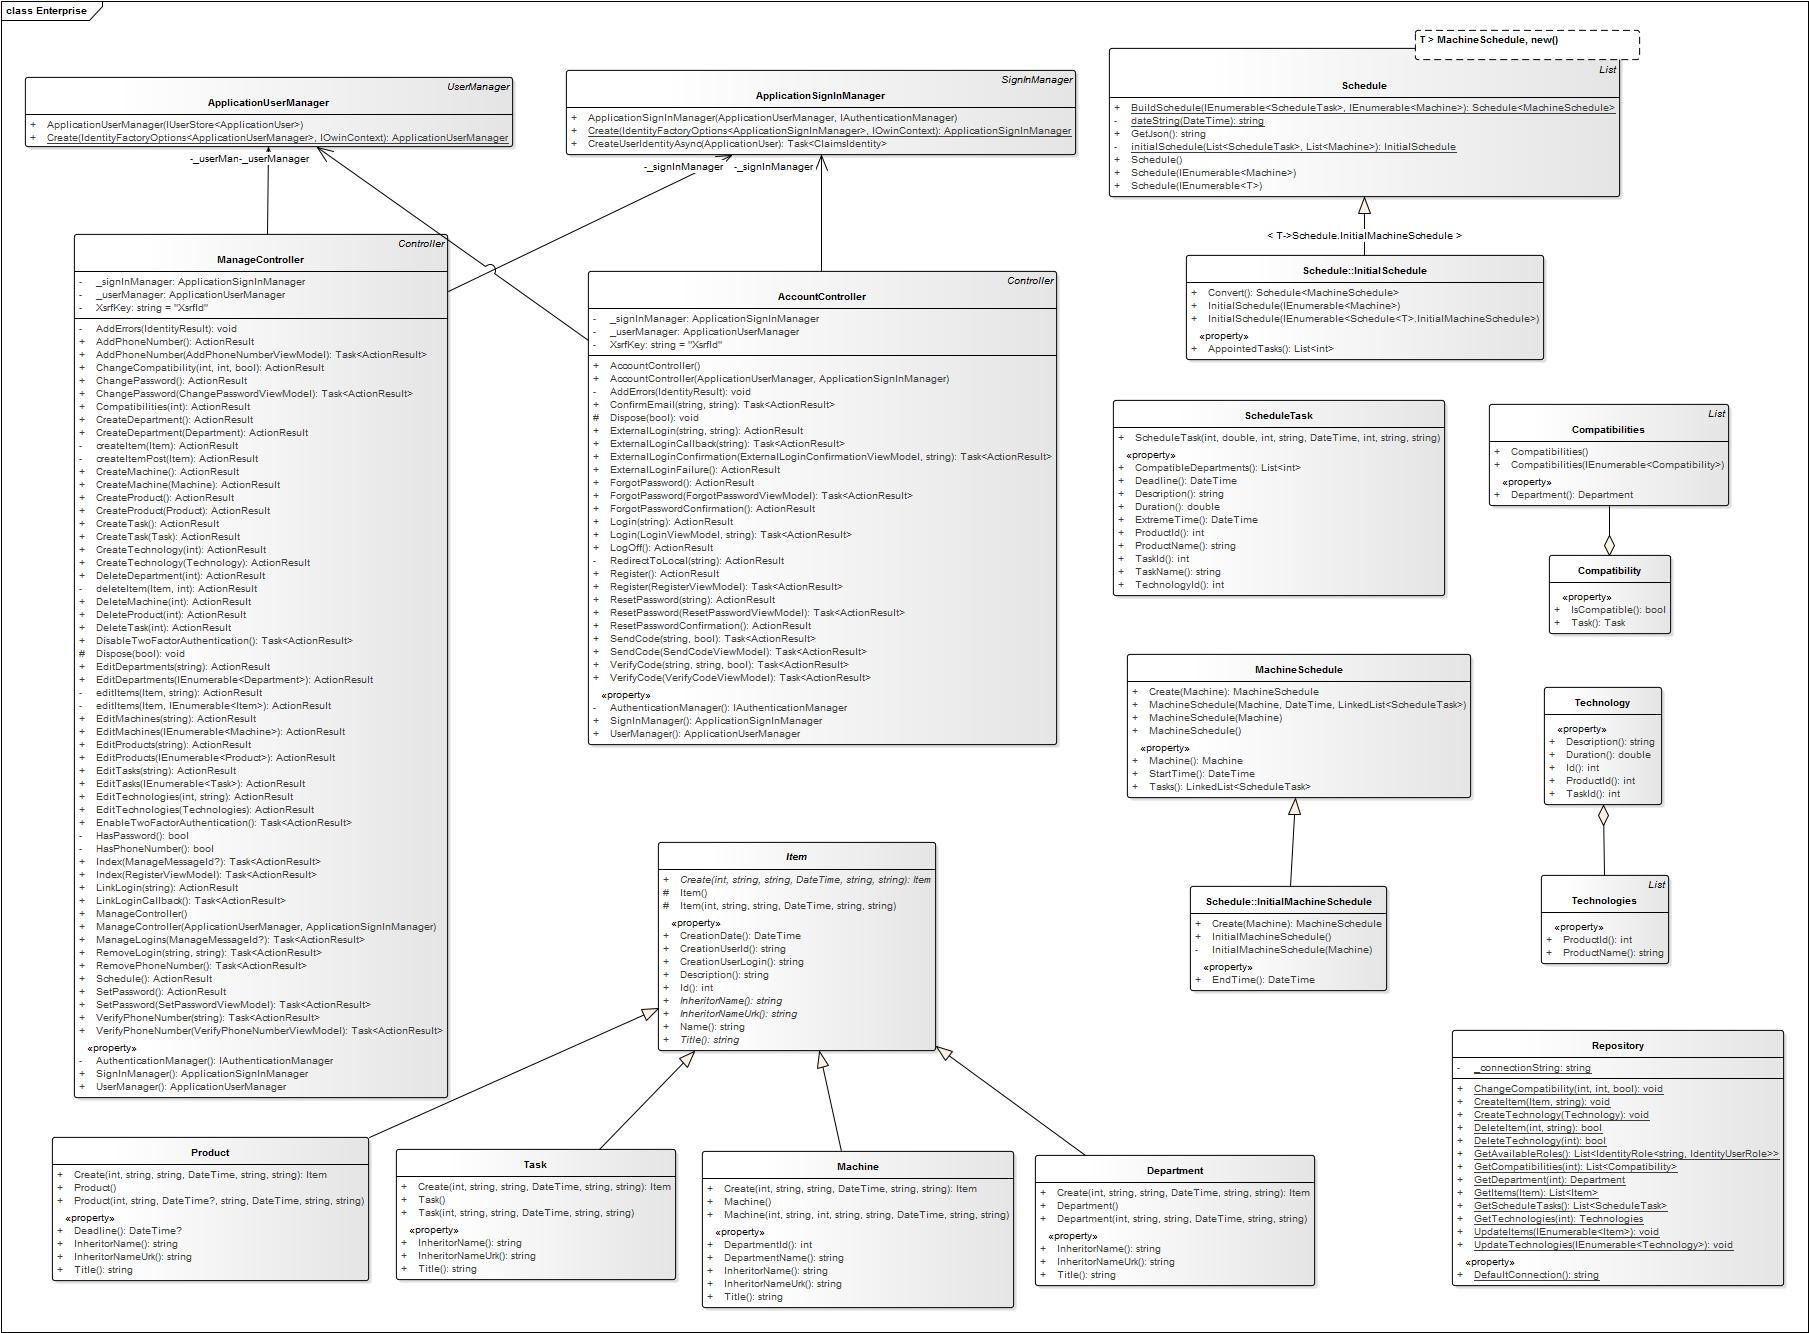 class Enterprise
UserManager
ApplicationUserManager
+ ApplicationUserManager(IUserStore<ApplicationUser>)
+ Create(IdentityFactoryOptions<ApplicationUserManager>, IOwinContext): ApplicationUserManager
-_userMan-_userManager
SignInManager
ApplicationSignInManager
+ ApplicationSignInManager(ApplicationUserManager, IAuthenticationManager)
+ Create(IdentityFactoryOptions<ApplicationSignInManager>, IOwinContext): ApplicationSignInManager
+ CreateUserIdentityAsync(ApplicationUser): Task<ClaimsIdentity>
-_signInManager
-_signInManager
T > MachineSchedule, new()
List
Schedule
+ BuildSchedule(IEnumerable<ScheduleTask>, IEnumerable<Machine>): Schedule<MachineSchedule>
- dateString(DateTime): string
+ GetJson(): string
- initialSchedule(List<ScheduleTask>, List<Machine>): InitialSchedule
+ Schedule()
+ Schedule(IEnumerable<Machine>)
+ Schedule(IEnumerable<T>)
< T->Schedule.InitialMachineSchedule >
Schedule::InitialSchedule
+ Convert(): Schedule<MachineSchedule>
+ InitialSchedule(IEnumerable<Machine>)
+ InitialSchedule(IEnumerable<Schedule<T>.InitialMachineSchedule>)
«property»
+ AppointedTasks(): List<int>
Controller
ManageController
- _signInManager: ApplicationSignInManager
- _userManager: ApplicationUserManager
- XsrfKey: string = "XsrfId"
- AddErrors(IdentityResult): void
+ AddPhoneNumber(): ActionResult
+ AddPhoneNumber(AddPhoneNumberViewModel): Task<ActionResult>
+ ChangeCompatibility(int, int, bool): ActionResult
+ ChangePassword(): ActionResult
+ ChangePassword(ChangePasswordViewModel): Task<ActionResult>
+ Compatibilities(int): ActionResult
+ CreateDepartment(): ActionResult
+ CreateDepartment(Department): ActionResult
- createItem(Item): ActionResult
- createItemPost(Item): ActionResult
+ CreateMachine(): ActionResult
+ CreateMachine(Machine): ActionResult
+ CreateProduct(): ActionResult
+ CreateProduct(Product): ActionResult
+ CreateTask(): ActionResult
+ CreateTask(Task): ActionResult
+ CreateTechnology(int): ActionResult
+ CreateTechnology(Technology): ActionResult
+ DeleteDepartment(int): ActionResult
- deleteItem(Item, int): ActionResult
+ DeleteMachine(int): ActionResult
+ DeleteProduct(int): ActionResult
+ DeleteTask(int): ActionResult
+ DisableTwoFactorAuthentication(): Task<ActionResult>
# Dispose(bool): void
+ EditDepartments(string): ActionResult
+ EditDepartments(IEnumerable<Department>): ActionResult
- editItems(Item, string): ActionResult
- editItems(Item, IEnumerable<Item>): ActionResult
+ EditMachines(string): ActionResult
+ EditMachines(IEnumerable<Machine>): ActionResult
+ EditProducts(string): ActionResult
+ EditProducts(IEnumerable<Product>): ActionResult
+ EditTasks(string): ActionResult
+ EditTasks(IEnumerable<Task>): ActionResult
+ EditTechnologies(int, string): ActionResult
+ EditTechnologies(Technologies): ActionResult
+ EnableTwoFactorAuthentication(): Task<ActionResult>
- HasPassword(): bool
- HasPhoneNumber(): bool
+ Index(ManageMessageId?): Task<ActionResult>
+ Index(RegisterViewModel): Task<ActionResult>
+ LinkLogin(string): ActionResult
+ LinkLoginCallback(): Task<ActionResult>
+ ManageController()
+ ManageController(ApplicationUserManager, ApplicationSignInManager)
+ ManageLogins(ManageMessageId?): Task<ActionResult>
+ RemoveLogin(string, string): Task<ActionResult>
+ RemovePhoneNumber(): Task<ActionResult>
+ Schedule(): ActionResult
+ SetPassword(): ActionResult
+ SetPassword(SetPasswordViewModel): Task<ActionResult>
+ VerifyPhoneNumber(string): Task<ActionResult>
+ VerifyPhoneNumber(VerifyPhoneNumberViewModel): Task<ActionResult>
«property»
- AuthenticationManager(): IAuthenticationManager
+ SignInManager(): ApplicationSignInManager
+ UserManager(): ApplicationUserManager
Controller
AccountController
- _signInManager: ApplicationSignInManager
- _userManager: ApplicationUserManager
- XsrfKey: string = "XsrfId"
+ AccountController()
+ AccountController(ApplicationUserManager, ApplicationSignInManager)
- AddErrors(IdentityResult): void
+ ConfirmEmail(string, string): Task<ActionResult>
# Dispose(bool): void
+ ExternalLogin(string, string): ActionResult
+ ExternalLoginCallback(string): Task<ActionResult>
+ ExternalLoginConfirmation(ExternalLoginConfirmationViewModel, string): Task<ActionResult>
+ ExternalLoginFailure(): ActionResult
+ ForgotPassword(): ActionResult
+ ForgotPassword(ForgotPasswordViewModel): Task<ActionResult>
+ ForgotPasswordConfirmation(): ActionResult
+ Login(string): ActionResult
+ Login(LoginViewModel, string): Task<ActionResult>
+ LogOff(): ActionResult
- RedirectToLocal(string): ActionResult
+ Register(): ActionResult
+ Register(RegisterViewModel): Task<ActionResult>
+ ResetPassword(string): ActionResult
+ ResetPassword(ResetPasswordViewModel): Task<ActionResult>
+ ResetPasswordConfirmation(): ActionResult
+ SendCode(string, bool): Task<ActionResult>
+ SendCode(SendCodeViewModel): Task<ActionResult>
+ VerifyCode(string, string, bool): Task<ActionResult>
+ VerifyCode(VerifyCodeViewModel): Task<ActionResult>
«property»
- AuthenticationManager(): IAuthenticationManager
+ SignInManager(): ApplicationSignInManager
+ UserManager(): ApplicationUserManager
ScheduleTask
+ ScheduleTask(int, double, int, string, DateTime, int, string, string)
«property»
+ CompatibleDepartments(): List<int>
+ Deadline(): DateTime
+ Description(): string
+ Duration(): double
+ ExtremeTime(): DateTime
+ ProductId(): int
+ ProductName(): string
+ TaskId(): int
+ TaskName(): string
+ TechnologyId(): int
List
Compatibilities
+ Compatibilities()
+ Compatibilities(IEnumerable<Compatibility>)
«property»
+ Department(): Department
Compatibility
«property»
+ IsCompatible(): bool
+ Task(): Task
MachineSchedule
+ Create(Machine): MachineSchedule
+ MachineSchedule(Machine, DateTime, LinkedList<ScheduleTask>)
+ MachineSchedule(Machine)
+ MachineSchedule()
«property»
+ Machine(): Machine
+ StartTime(): DateTime
+ Tasks(): LinkedList<ScheduleTask>
Technology
«property»
+ Description(): string
+ Duration(): double
+ Id(): int
+ ProductId(): int
+ TaskId(): int
Schedule::InitialMachineSchedule
+ Create(Machine): MachineSchedule
+ InitialMachineSchedule()
- InitialMachineSchedule(Machine)
«property»
+ EndTime(): DateTime
List
Technologies
«property»
+ ProductId(): int
+ ProductName(): string
Item
+ Create(int, string, string, DateTime, string, string): Item
# Item()
# Item(int, string, string, DateTime, string, string)
«property»
+ CreationDate(): DateTime
+ CreationUserId(): string
+ CreationUserLogin(): string
+ Description(): string
+ Id(): int
+ InheritorName(): string
+ InheritorNameUrk(): string
+ Name(): string
+ Title(): string
Product
+ Create(int, string, string, DateTime, string, string): Item
+ Product()
+ Product(int, string, DateTime?, string, DateTime, string, string)
«property»
+ Deadline(): DateTime?
+ InheritorName(): string
+ InheritorNameUrk(): string
+ Title(): string
Task
+ Create(int, string, string, DateTime, string, string): Item
+ Task()
+ Task(int, string, string, DateTime, string, string)
«property»
+ InheritorName(): string
+ InheritorNameUrk(): string
+ Title(): string
Machine
+ Create(int, string, string, DateTime, string, string): Item
+ Machine()
+ Machine(int, string, int, string, string, DateTime, string, string)
«property»
+ DepartmentId(): int
+ DepartmentName(): string
+ InheritorName(): string
+ InheritorNameUrk(): string
+ Title(): string
Department
+ Create(int, string, string, DateTime, string, string): Item
+ Department()
+ Department(int, string, string, DateTime, string, string)
«property»
+ InheritorName(): string
+ InheritorNameUrk(): string
+ Title(): string
Repository
- _connectionString: string
+ ChangeCompatibility(int, int, bool): void
+ CreateItem(Item, string): void
+ CreateTechnology(Technology): void
+ DeleteItem(int, string): bool
+ DeleteTechnology(int): bool
+ GetAvailableRoles(): List<IdentityRole<string, IdentityUserRole>>
+ GetCompatibilities(int): List<Compatibility>
+ GetDepartment(int): Department
+ GetItems(Item): List<Item>
+ GetScheduleTasks(): List<ScheduleTask>
+ GetTechnologies(int): Technologies
+ UpdateItems(IEnumerable<Item>): void
+ UpdateTechnologies(IEnumerable<Technology>): void
«property»
+ DefaultConnection(): string